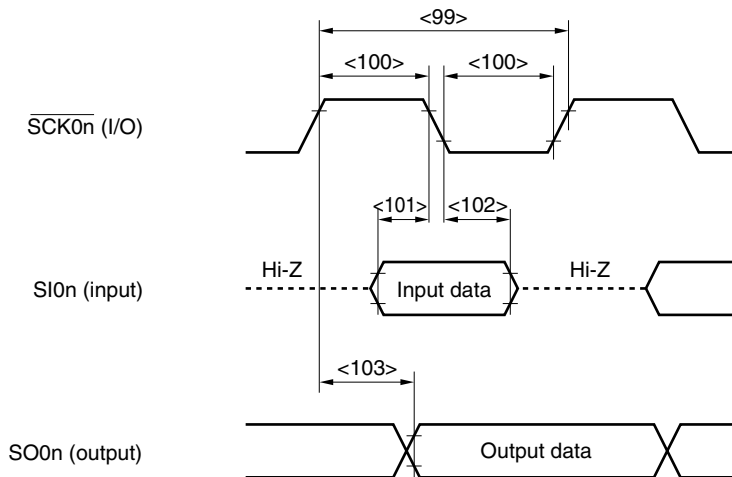 <99>
<100> <100>
SCK0n (I/O)
<101> <102>
Hi-Z Hi-Z
SI0n (input) Input data
<103>
SO0n (output) Output data